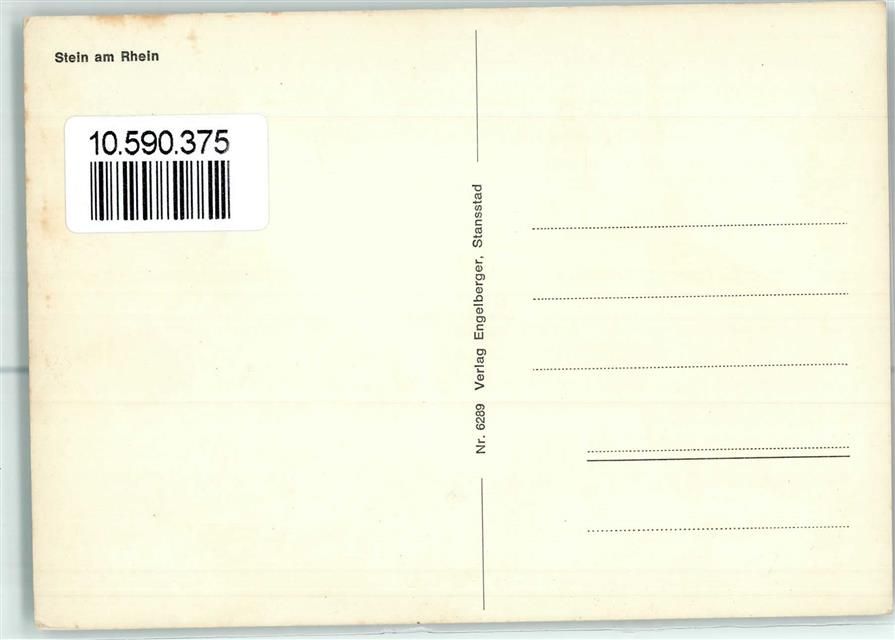 Stein am Rhein
10.590.375
Nr. 6289 Verlag Engelberger, Stansstad